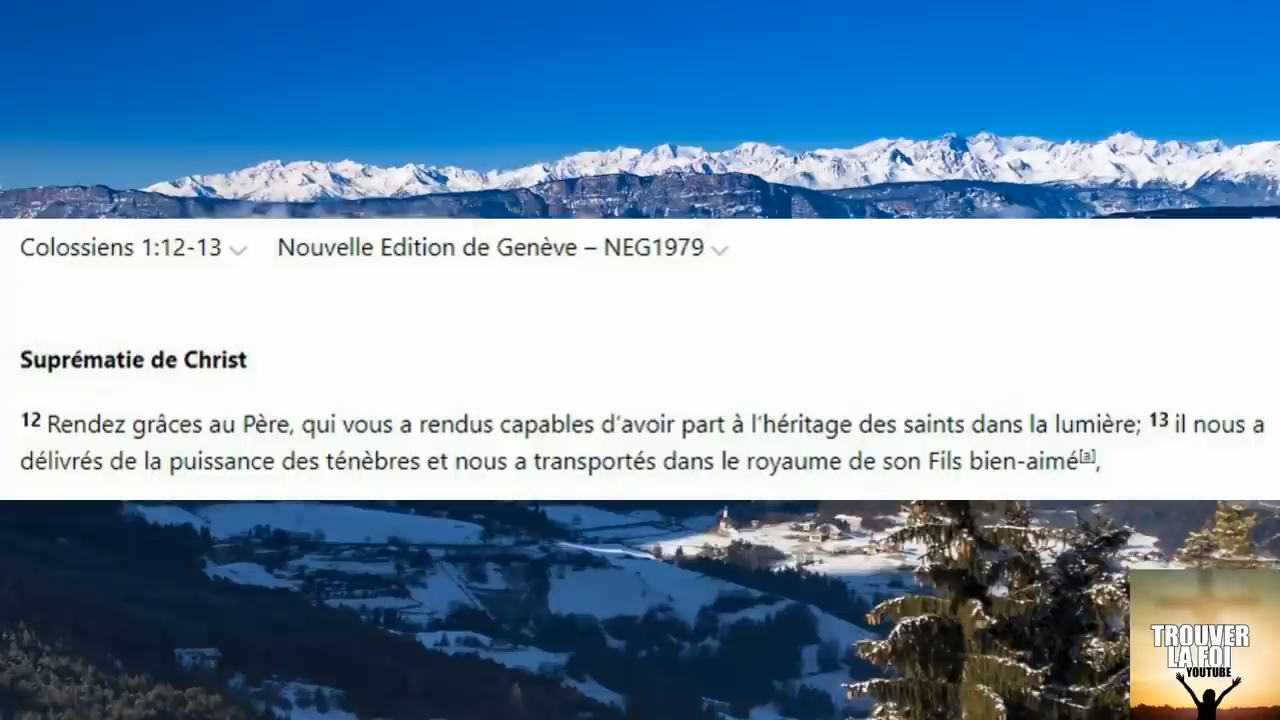 Colossiens 1:12-13 Nouvelle Edition de Genève – NEG1979
Suprématie de Christ
12 Rendez grâces au Père, qui vous a rendus capables d'avoir part à l'héritage des saints dans la lumière; 13 il nous a
délivrés de la puissance des ténèbres et nous a transportés dans le royaume de son Fils bien-aimé[a],
TROUVER
LA FOI
YOUTUBE